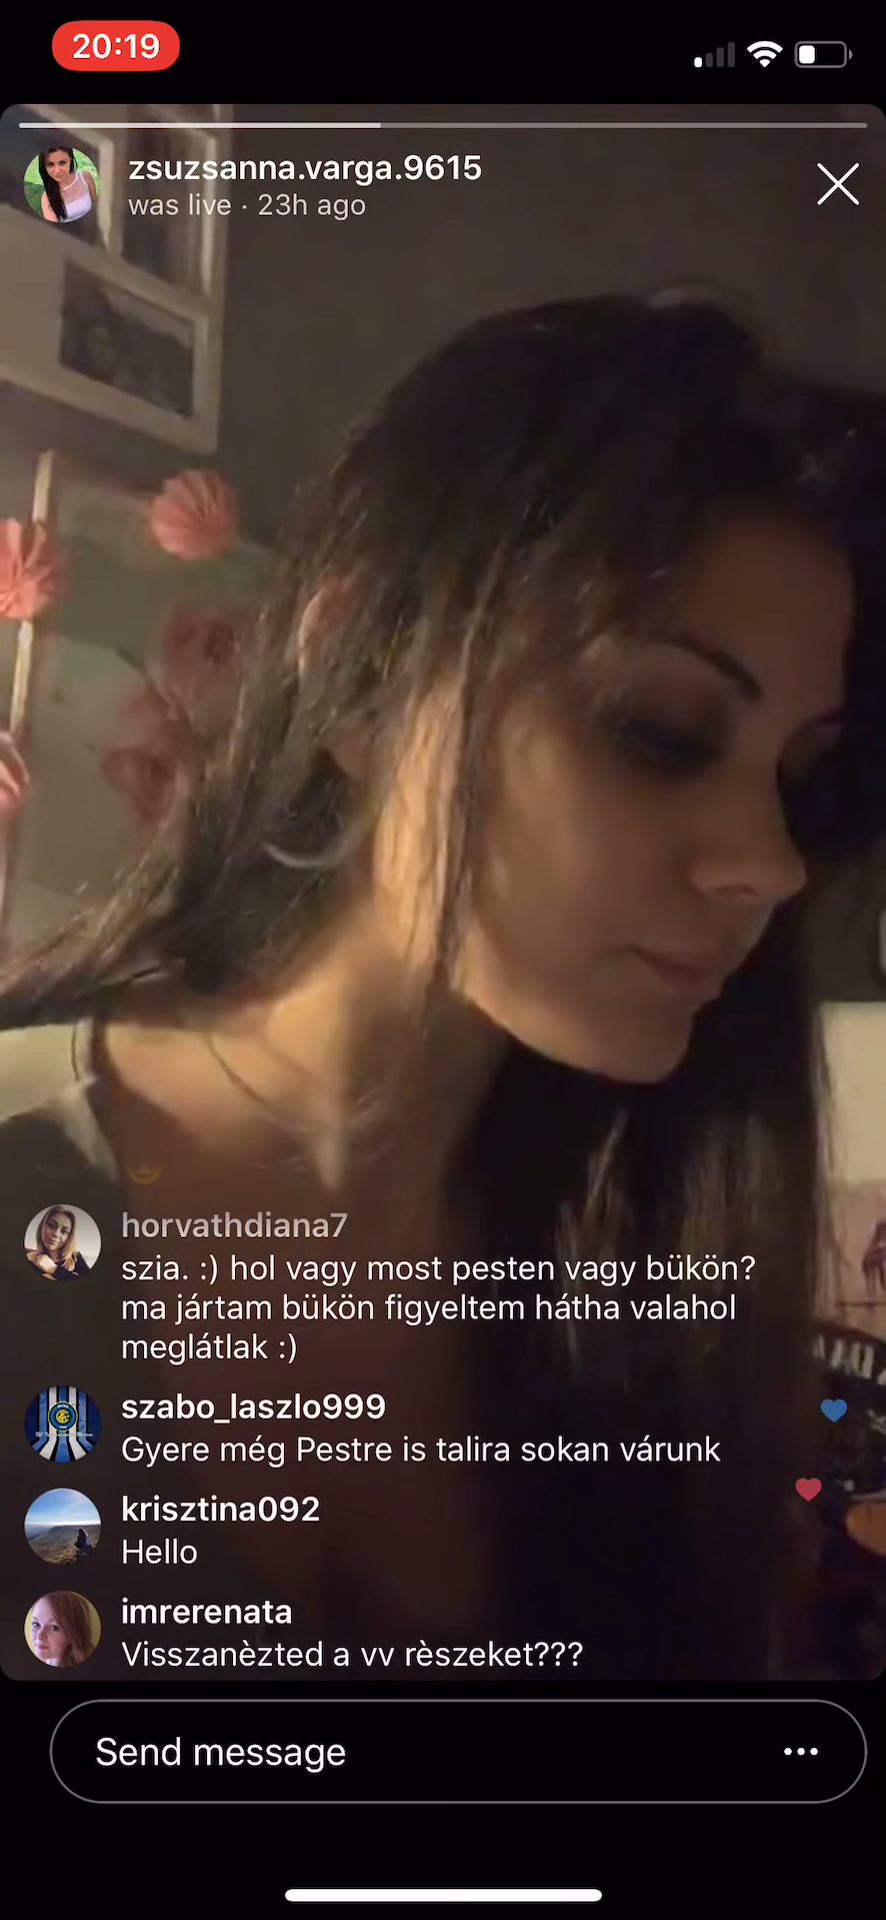 20:19
zsuzsanna.varga.9615
was live · 23h ago
horvathdiana7
szia. :) hol vagy most pesten vagy bükön?
ma jártam bükön figyeltem hátha valahol
meglátlak :)
szabo_laszlo999
Gyere még Pestre is talira sokan várunk
krisztina092
Hello
imrerenata
Visszanèzted a vv rèszeket???
Send message